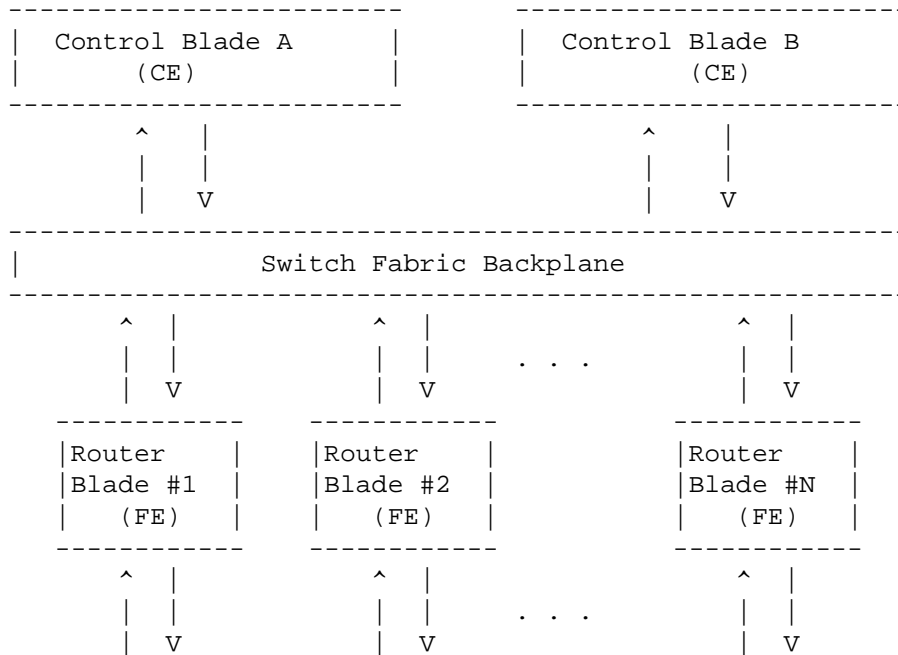 -------------------------       -------------------------
|  Control Blade A      |       |  Control Blade B
|       (CE)            |       |          (CE)
-------------------------       -------------------------
        ^   |                           ^    |
        |   |                           |    |
        |   V                           |    V
---------------------------------------------------------
|               Switch Fabric Backplane
---------------------------------------------------------
       ^  |            ^  |                   ^  |
       |  |            |  |     . . .         |  |
       |  V            |  V                   |  V
   ------------    ------------           ------------
   |Router    |    |Router    |           |Router    |
   |Blade #1  |    |Blade #2  |           |Blade #N  |
   |   (FE)   |    |   (FE)   |           |   (FE)   |
   ------------    ------------           ------------
       ^  |            ^  |                   ^  |
       |  |            |  |     . . .         |  |
       |  V            |  V                   |  V